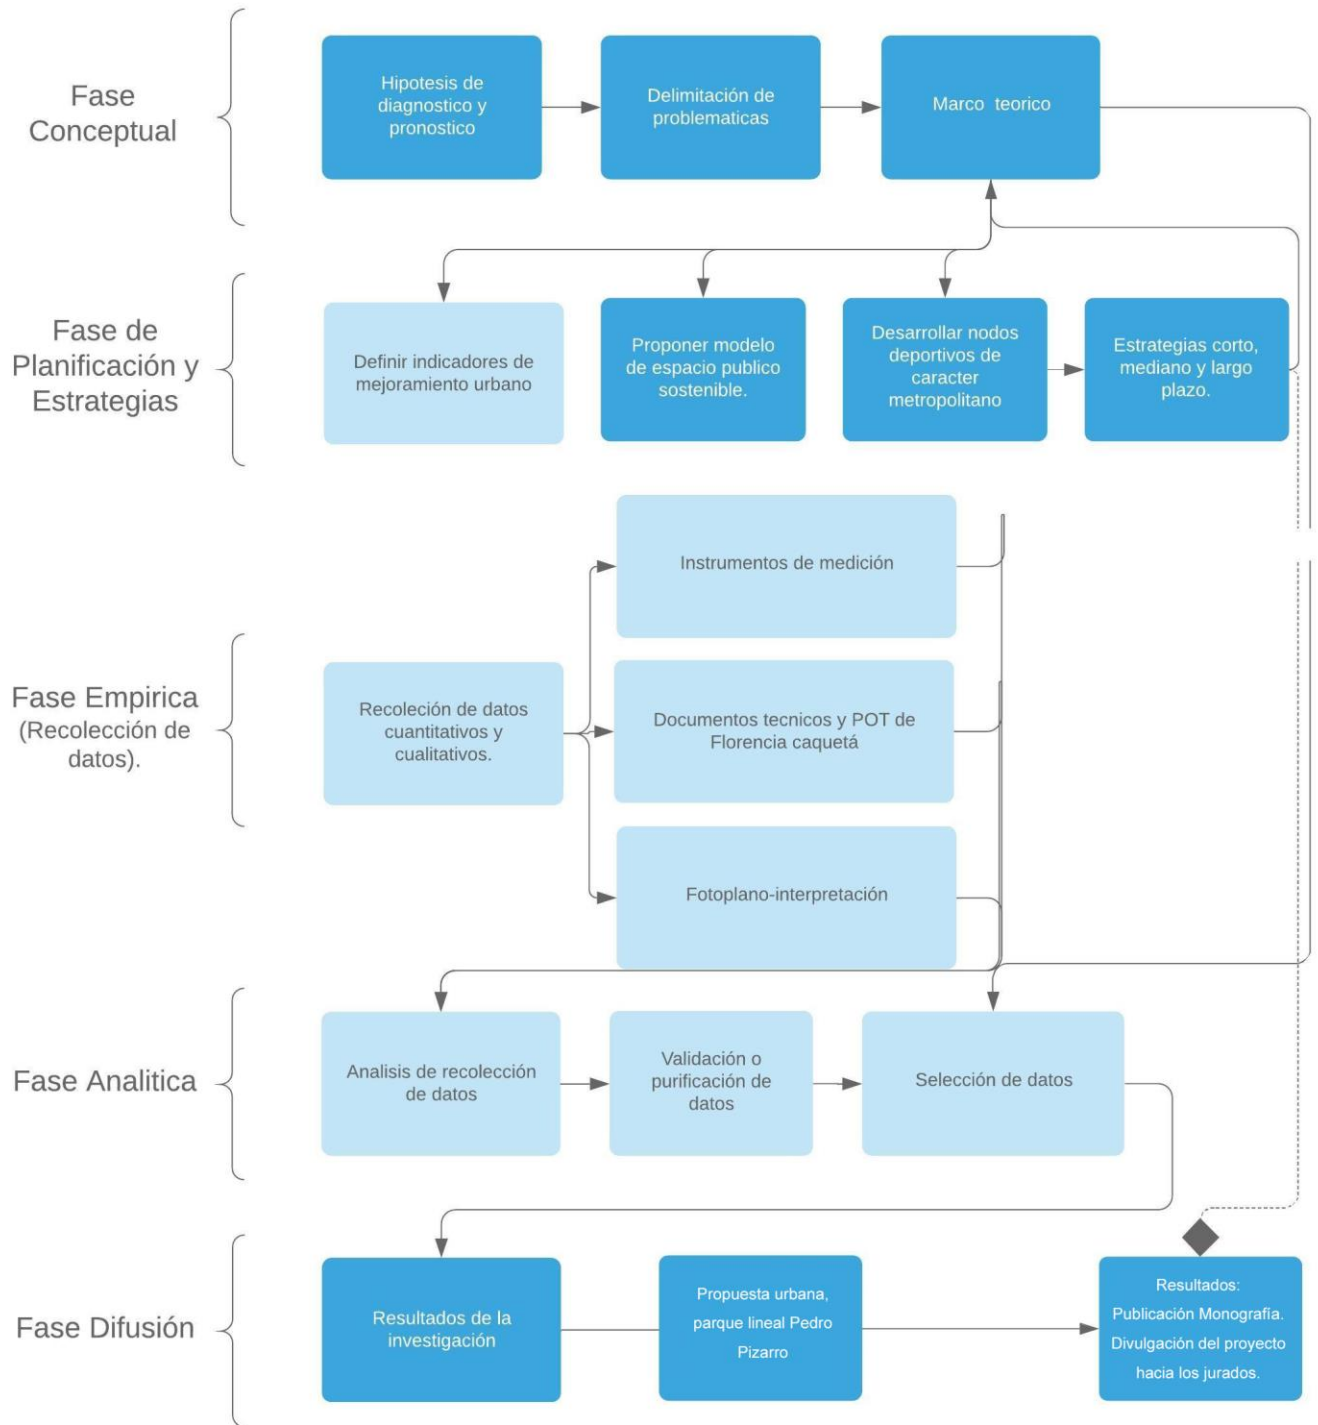 Fase
Conceptual
Hipotesis de
diagnostico y
pronostico
Delimitación de
problematicas
Marco teorico
Fase de
Planificación y
Estrategias
Definir indicadores de
mejoramiento urbano
Proponer modelo
de espacio publico
sostenible.
Desarrollar nodos
deportivos de
caracter
metropolitano
Estrategias corto,
mediano y largo
plazo.
Fase Empirica
(Recolección de
datos).
Recoleción de datos
cuantitativos y
cualitativos.
Instrumentos de medición
Documentos tecnicos y POT de
Florencia caquetá
Fotoplano-interpretación
Fase Analitica
Analisis de recolección
de datos
Validación o
purificación de
datos
Selección de datos
Fase Difusión
Resultados de la
investigación
Propuesta urbana,
parque lineal Pedro
Pizarro
Resultados:
Publicación Monografía.
Divulgación del proyecto
hacia los jurados.